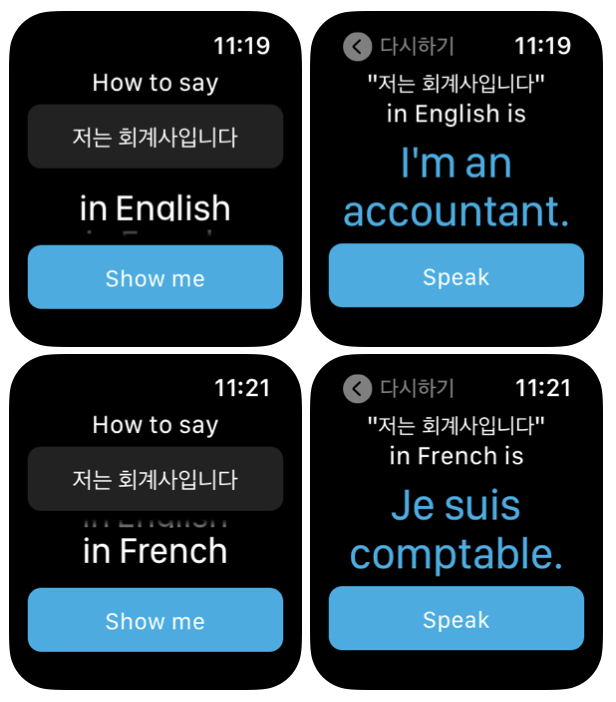 11:19
How to say
저는 회계사입니다
in English
Show me
다시하기
11:19
"저는 회계사입니다"
in English is
I'm an
accountant.
Speak
11:21
How to say
저는 회계사입니다
in English
in French
Show me
다시하기
11:21
"저는 회계사입니다"
in French is
Je suis
comptable.
Speak